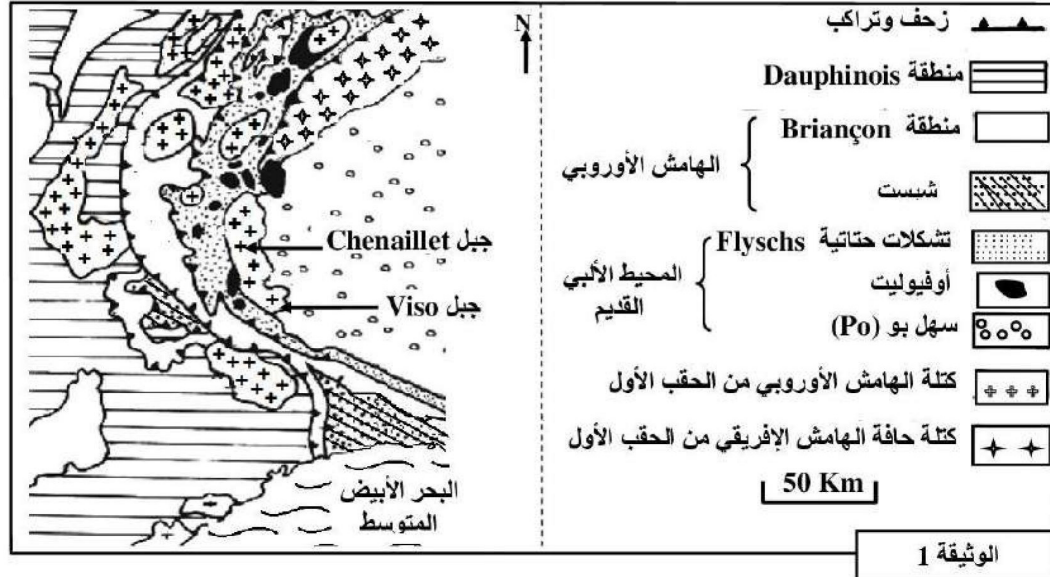 N
جبل Chenaillet
جبل Viso
البحر الأبيض
المتوسط
زحف وتراكب
منطقة Dauphinois
منطقة Briançon
الهامش الأوروبي
شبست
تشكلات حتاتية Flyschs
المحيط الألبي
القديم
أوفيوليت
سهل بو (Po)
كتلة الهامش الأوروبي من الحقب الأول
كتلة حافة الهامش الإفريقي من الحقب الأول
50 Km
الوثيقة 1